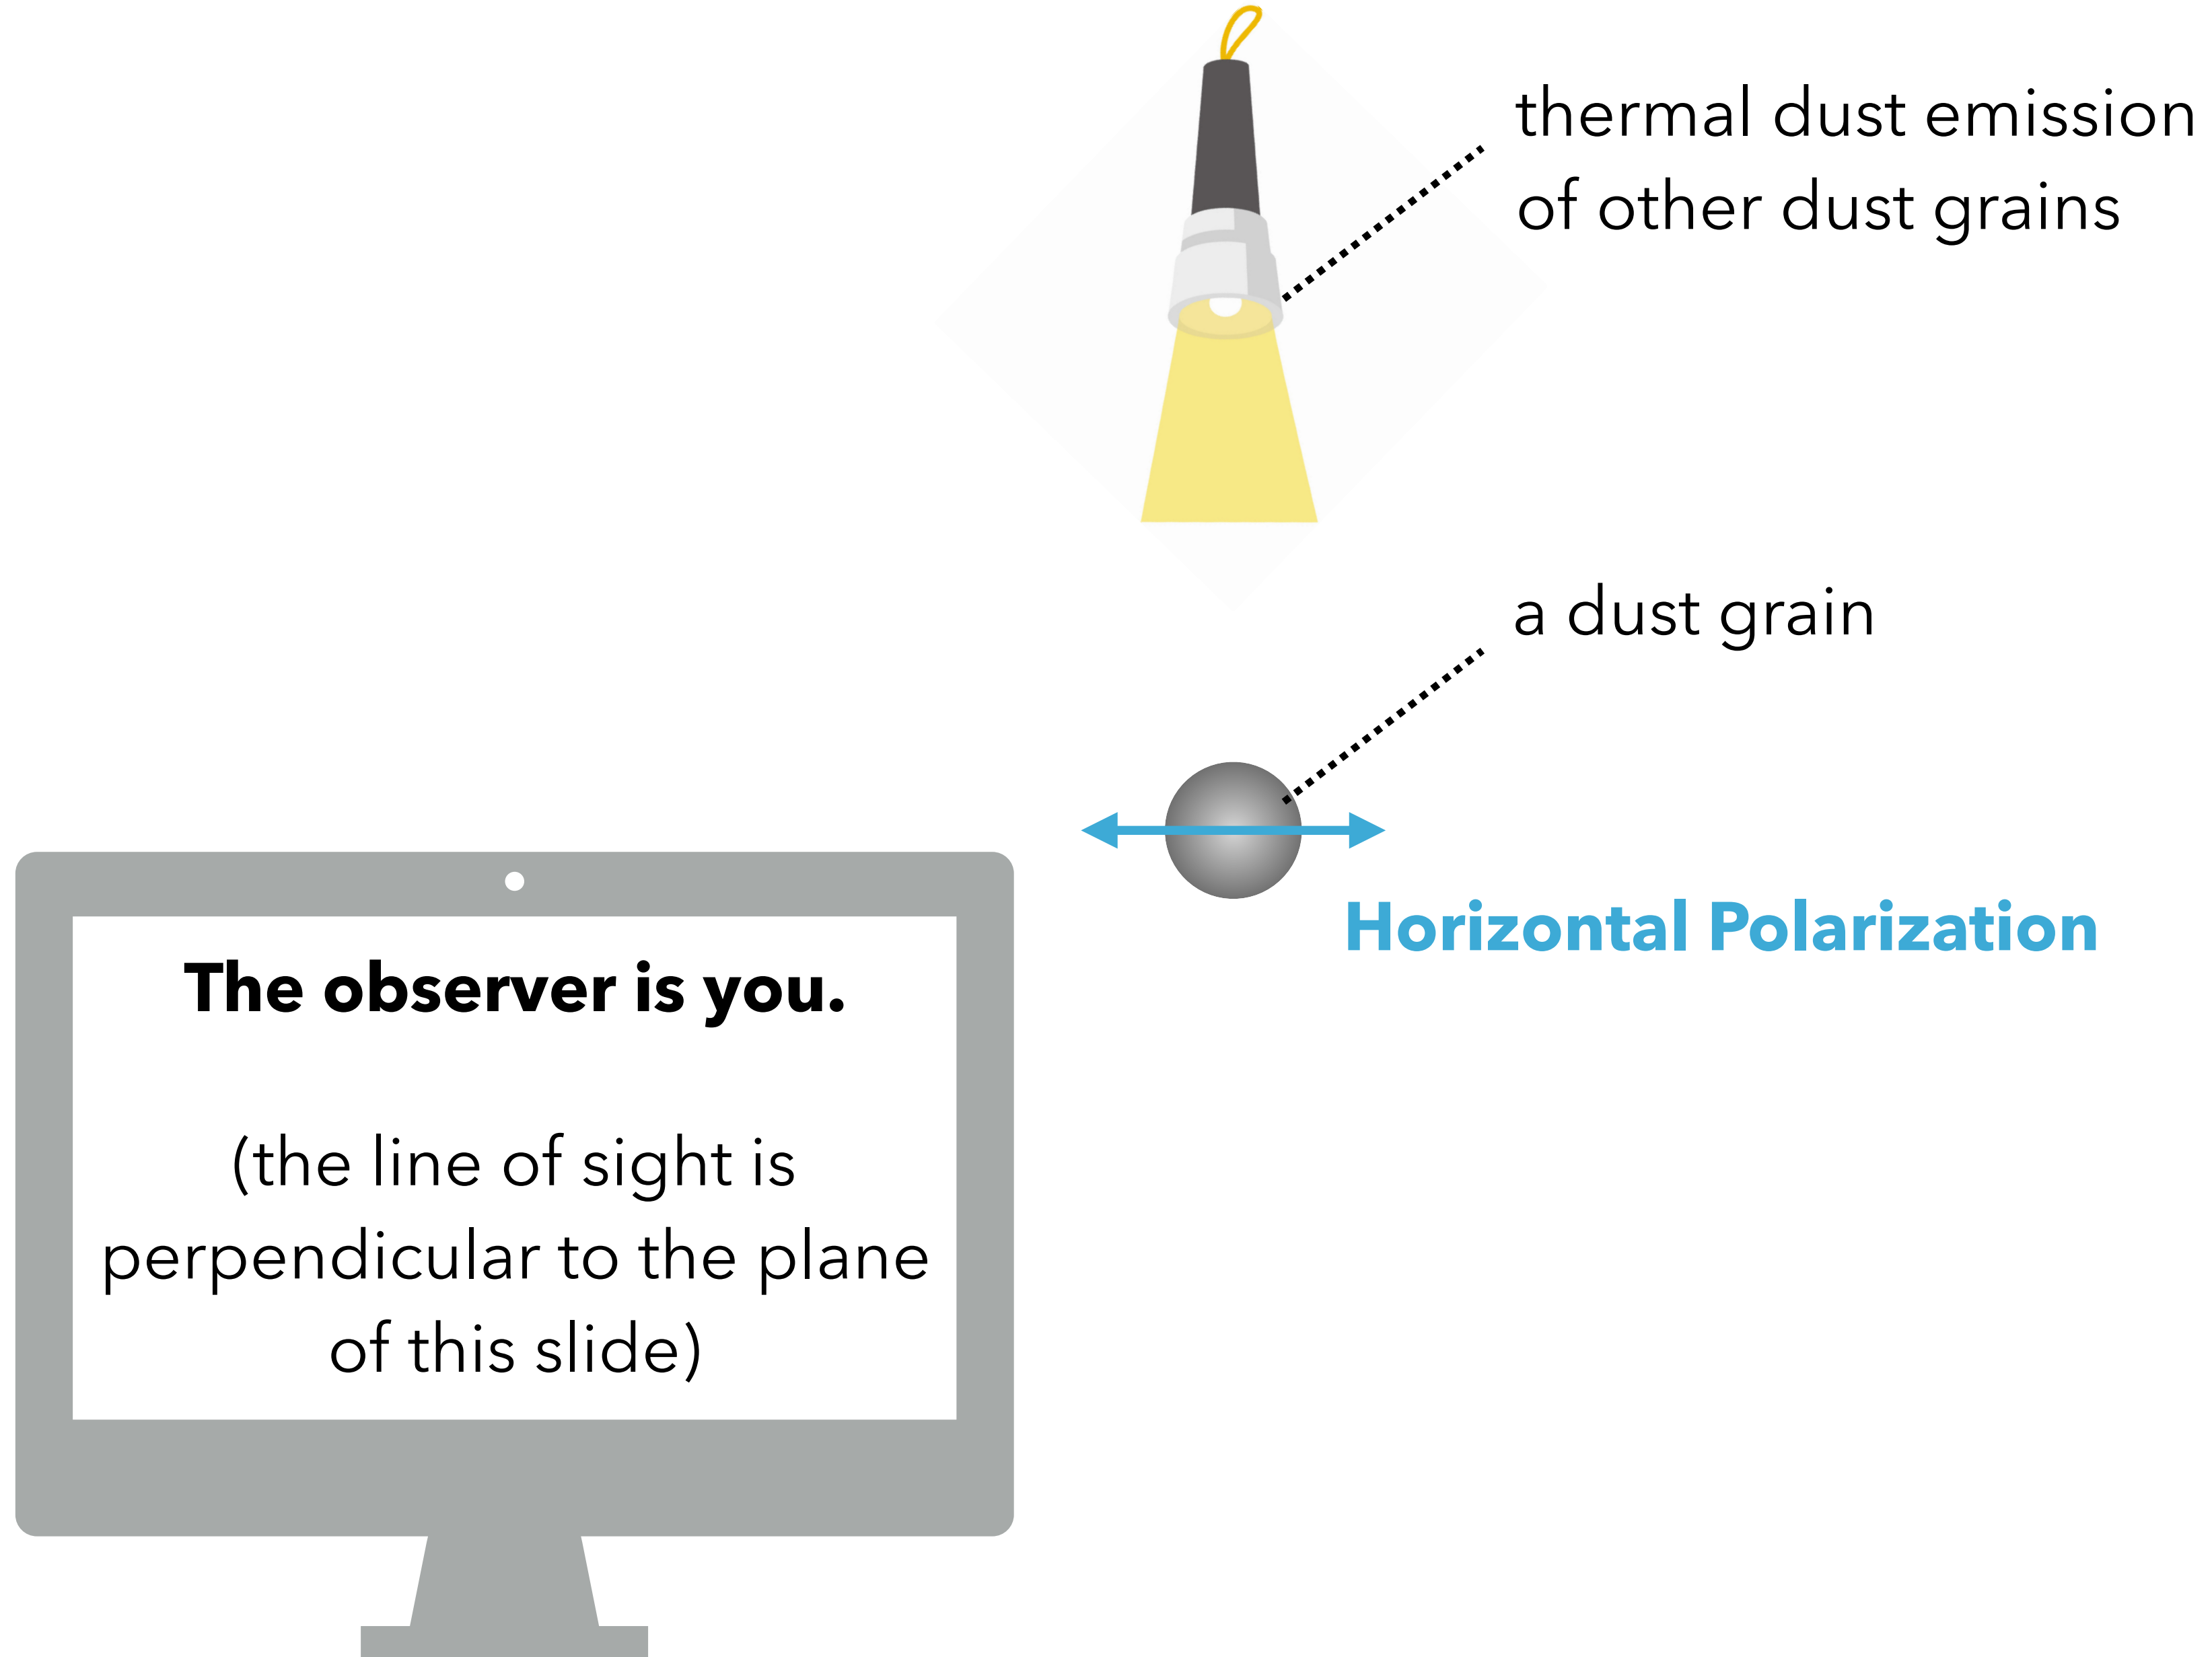 thermal dust emission
of other dust grains
a dust grain
Horizontal Polarization
The observer is you.
(the line of sight is
perpendicular to the plane
of this slide)